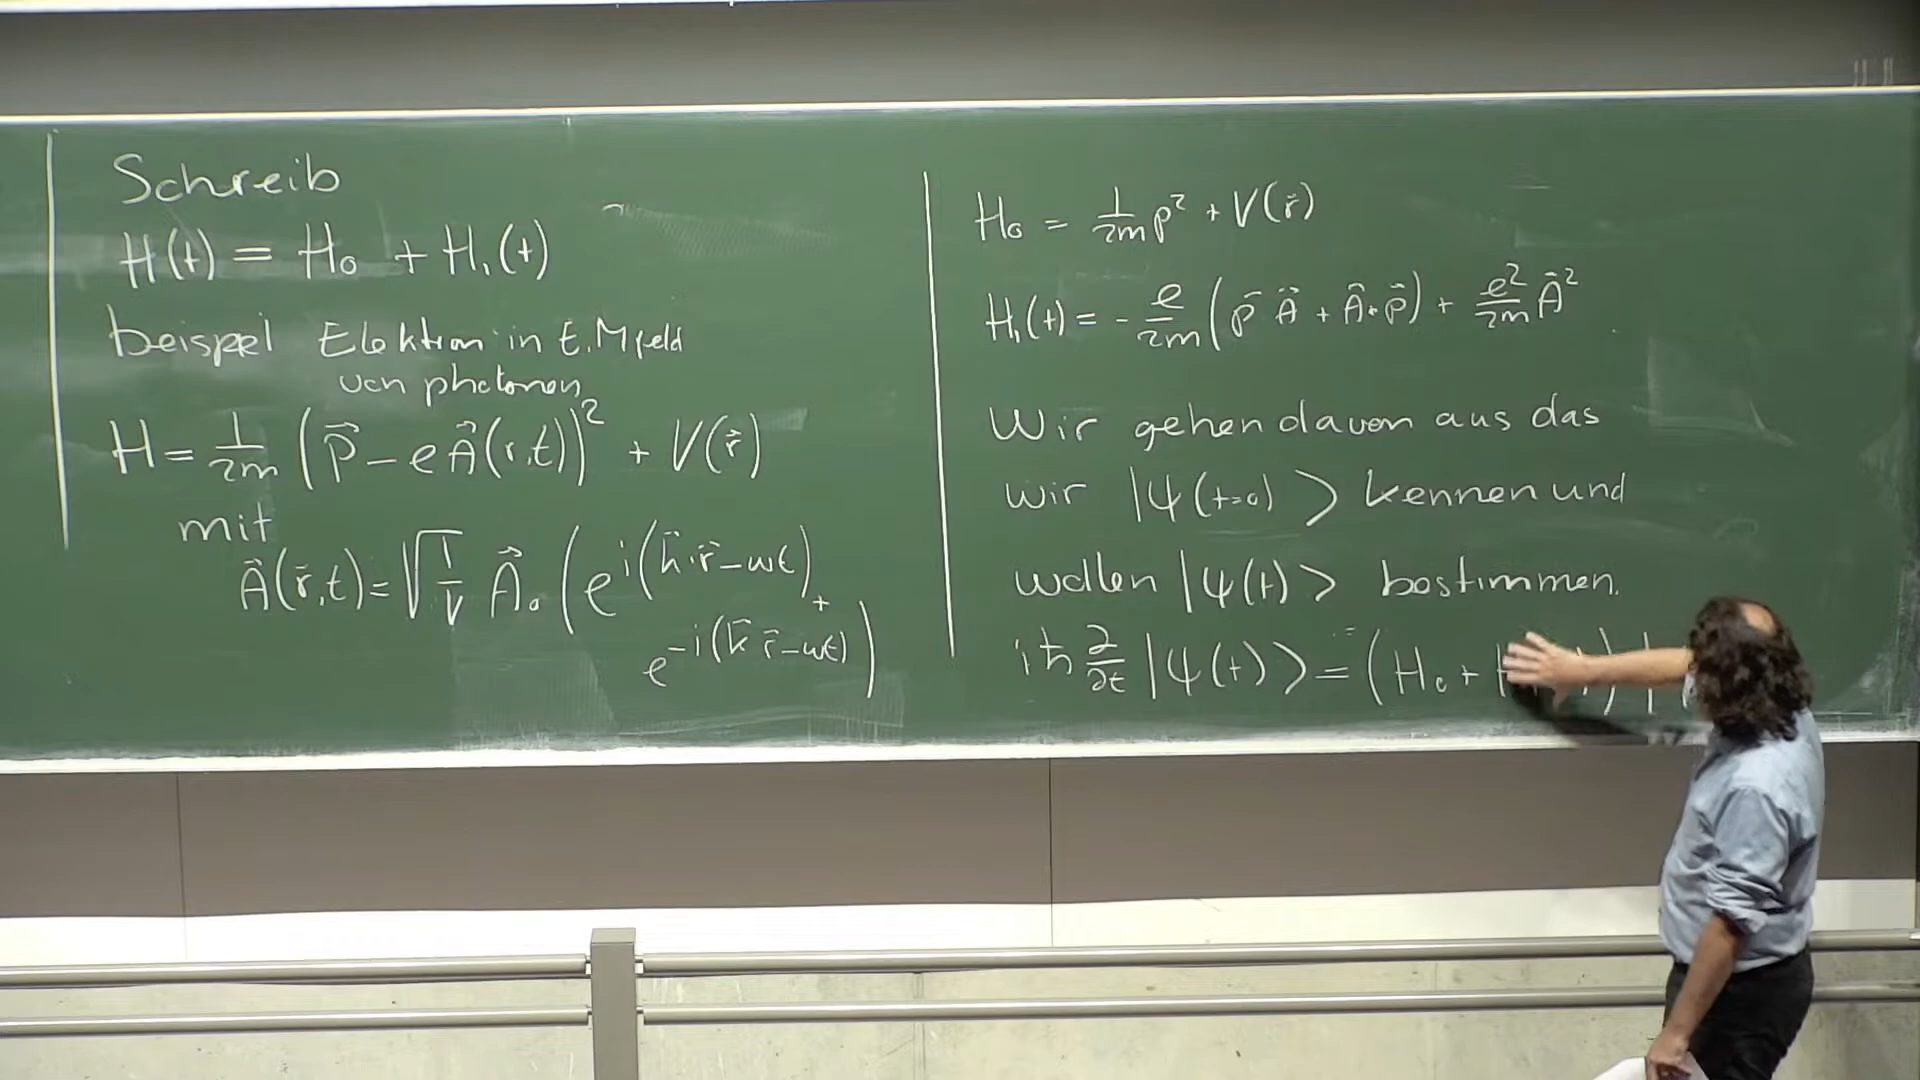 Schreib
H(t) = H₀ + H₁(t)
beispiel Elektron in E.M feld
von photonen
H = 1/2m (p⃗ − eA⃗(r,t))² + V(r⃗)
mit
A⃗(r⃗,t) = √(1/V) A⃗₀ (e^{i(k⃗·r⃗−ωt)} +
e^{−i(k⃗ r⃗−ωt)})
H₀ = 1/2m p² + V(r⃗)
H₁(t) = − e/2m (p⃗ A⃗ + A⃗·p⃗) + e²/2m A⃗²
Wir gehen davon aus das
wir |ψ(t=0)> kennen und
wollen |ψ(t)> bestimmen.
iħ ∂/∂t |ψ(t)> = (H₀ +